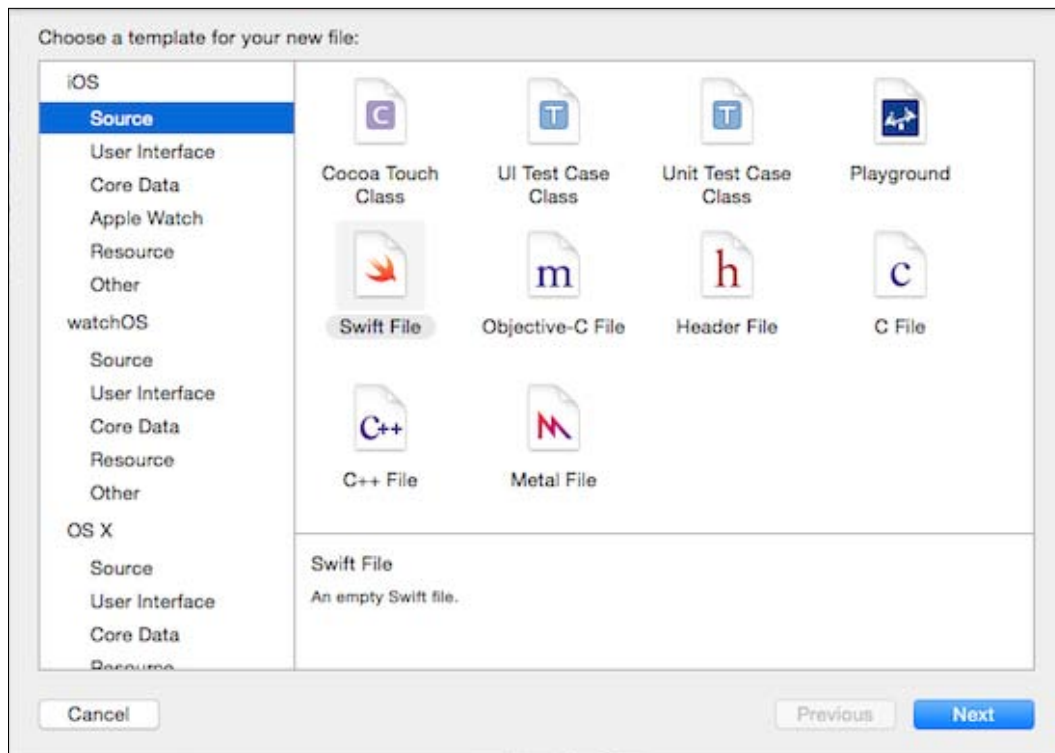 Choose a template for your new file:
iOS
Source
User Interface
Core Data
Apple Watch
Resource
Other
watchOS
Source
User Interface
Core Data
Resource
Other
OS X
Source
User Interface
Core Data
Resource
C
T
T
Cocoa Touch
Class
UI Test Case
Class
Unit Test Case
Class
Playground
m
h
c
Swift File
Objective-C File
Header File
C File
C++
C++ File
Metal File
Swift File
An empty Swift file.
Cancel
Previous
Next